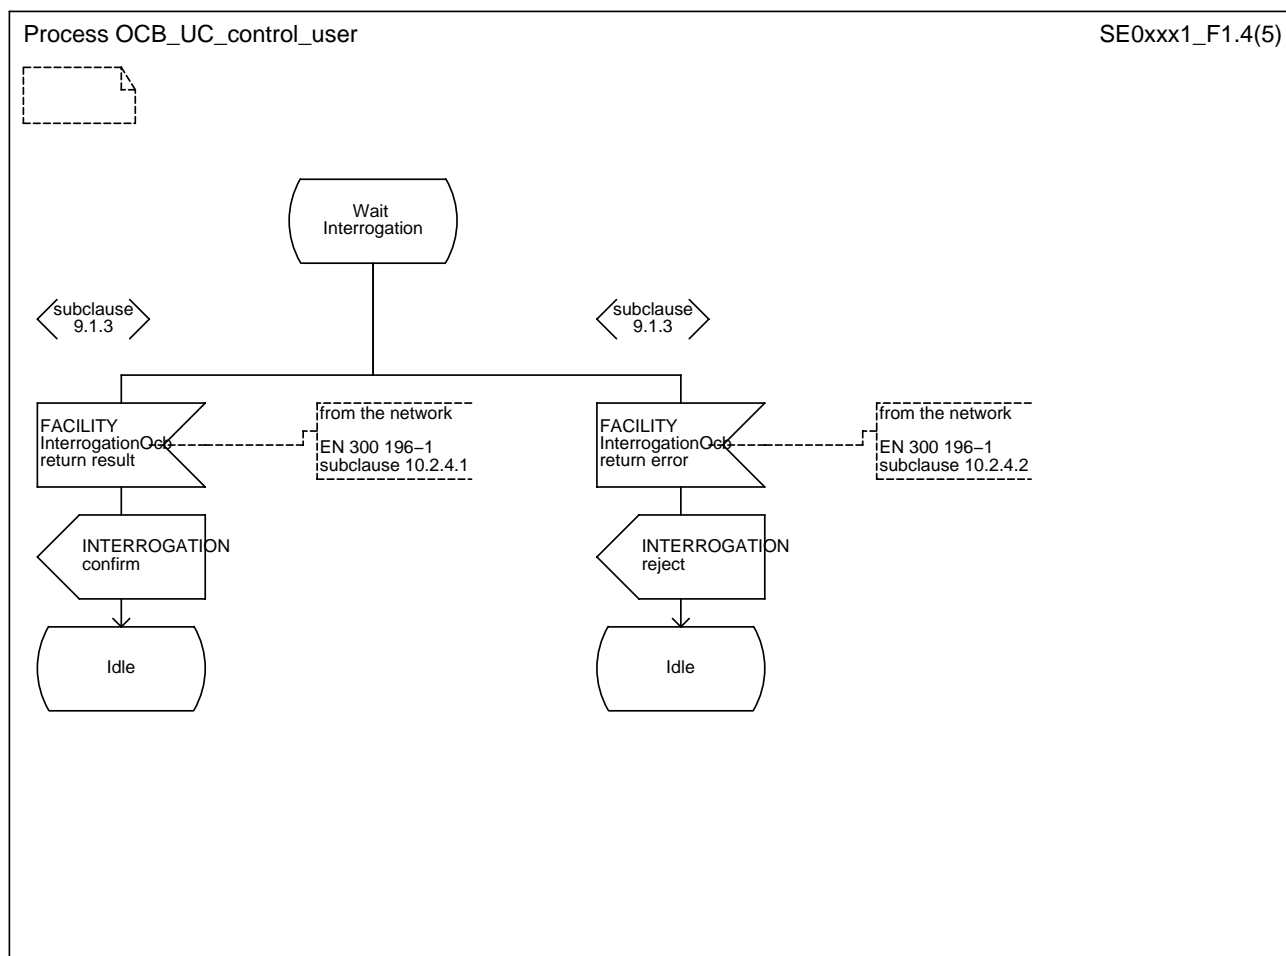 Process OCB_UC_control_user
SE0xxx1_F1.4(5)
Wait
Interrogation
subclause
9.1.3
subclause
9.1.3
FACILITY
InterrogationOcb
return result
from the network
EN 300 196−1
subclause 10.2.4.1
FACILITY
InterrogationOcb
return error
from the network
EN 300 196−1
subclause 10.2.4.2
INTERROGATION
confirm
INTERROGATION
reject
Idle
Idle